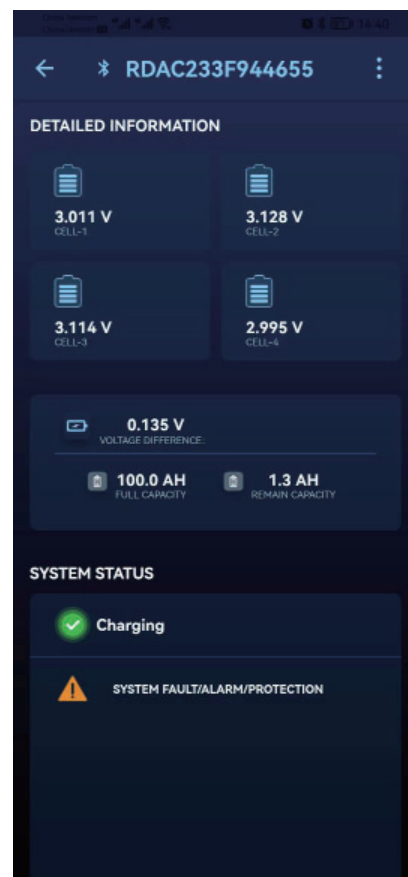 14:40
RDAC233F944655
DETAILED INFORMATION
3.011 V
CELL-1
3.128 V
CELL-2
3.114 V
CELL-3
2.995 V
CELL-4
0.135 V
VOLTAGE DIFFERENCE:
100.0 AH
FULL CAPACITY
1.3 AH
REMAIN CAPACITY
SYSTEM STATUS
Charging
SYSTEM FAULT/ALARM/PROTECTION